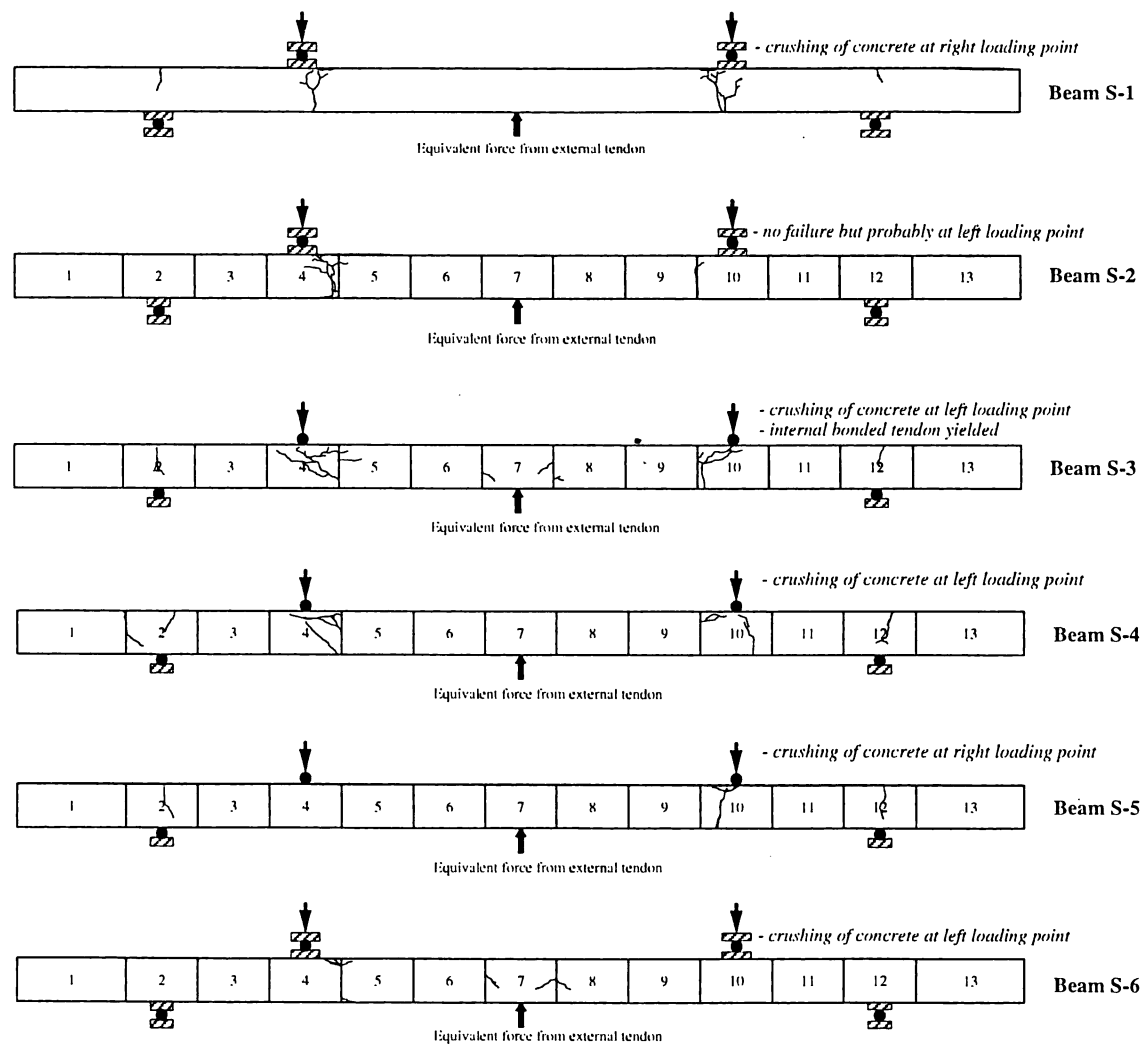 - crushing of concrete at right loading point
Beam S-1
Equivalent force from external tendon
- no failure but probably at left loading point
1 2 3 4 5 6 7 8 9 10 11 12 13
Beam S-2
Equivalent force from external tendon
- crushing of concrete at left loading point
- internal bonded tendon yielded
1 2 3 4 5 6 7 8 9 10 11 12 13
Beam S-3
Equivalent force from external tendon
- crushing of concrete at left loading point
1 2 3 4 5 6 7 8 9 10 11 12 13
Beam S-4
Equivalent force from external tendon
- crushing of concrete at right loading point
1 2 3 4 5 6 7 8 9 10 11 12 13
Beam S-5
Equivalent force from external tendon
- crushing of concrete at left loading point
1 2 3 4 5 6 7 8 9 10 11 12 13
Beam S-6
Equivalent force from external tendon